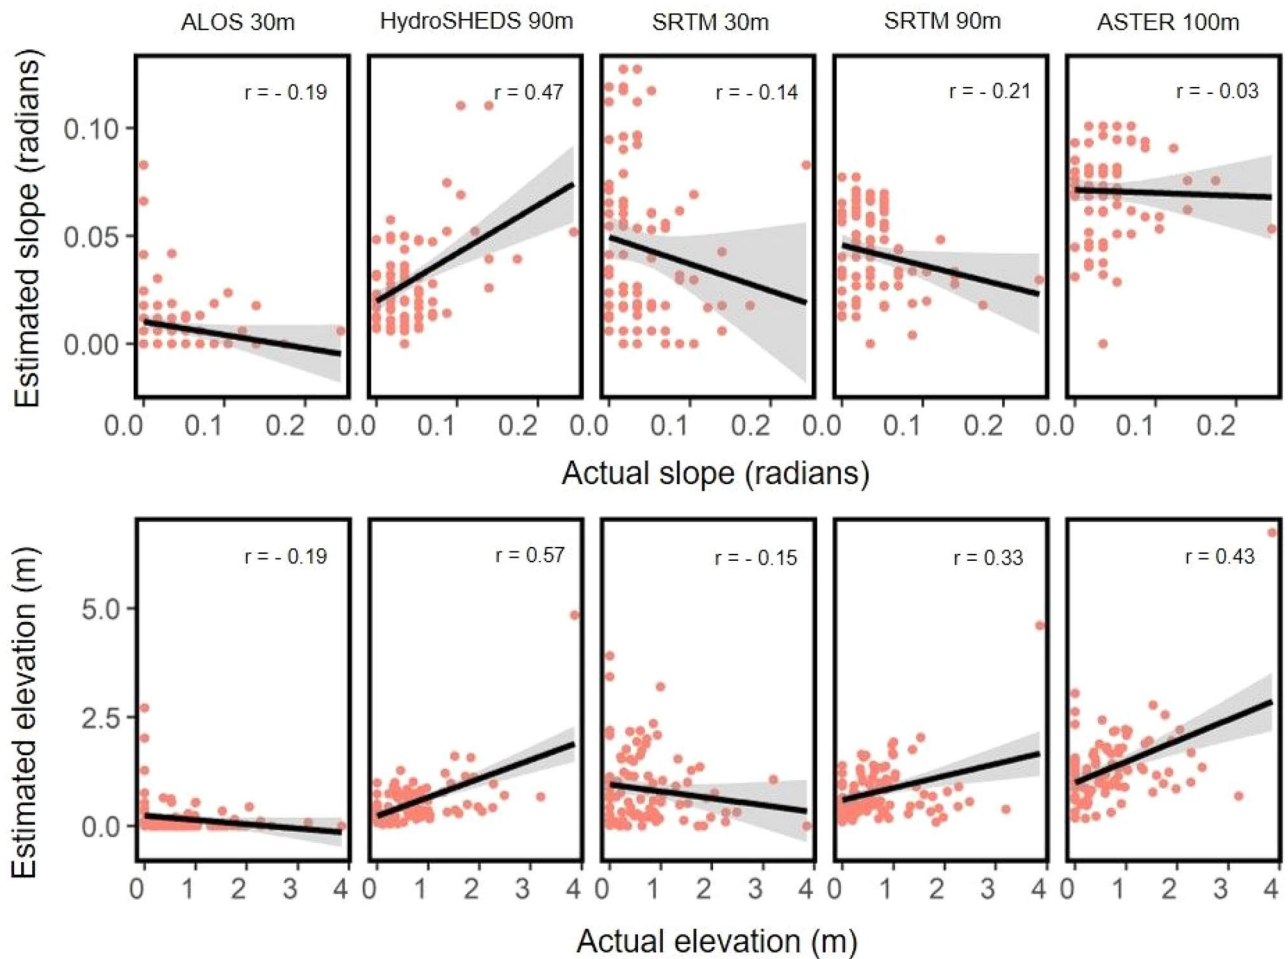 ALOS 30m HydroSHEDS 90m SRTM 30m SRTM 90m ASTER 100m
r = - 0.19 r = 0.47 r = - 0.14 r = - 0.21 r = - 0.03
Estimated slope (radians)
0.10
0.05
0.00
0.0 0.1 0.2 0.0 0.1 0.2 0.0 0.1 0.2 0.0 0.1 0.2 0.0 0.1 0.2
Actual slope (radians)
r = - 0.19 r = 0.57 r = - 0.15 r = 0.33 r = 0.43
Estimated elevation (m)
5.0
2.5
0.0
0 1 2 3 4 0 1 2 3 4 0 1 2 3 4 0 1 2 3 4 0 1 2 3 4
Actual elevation (m)